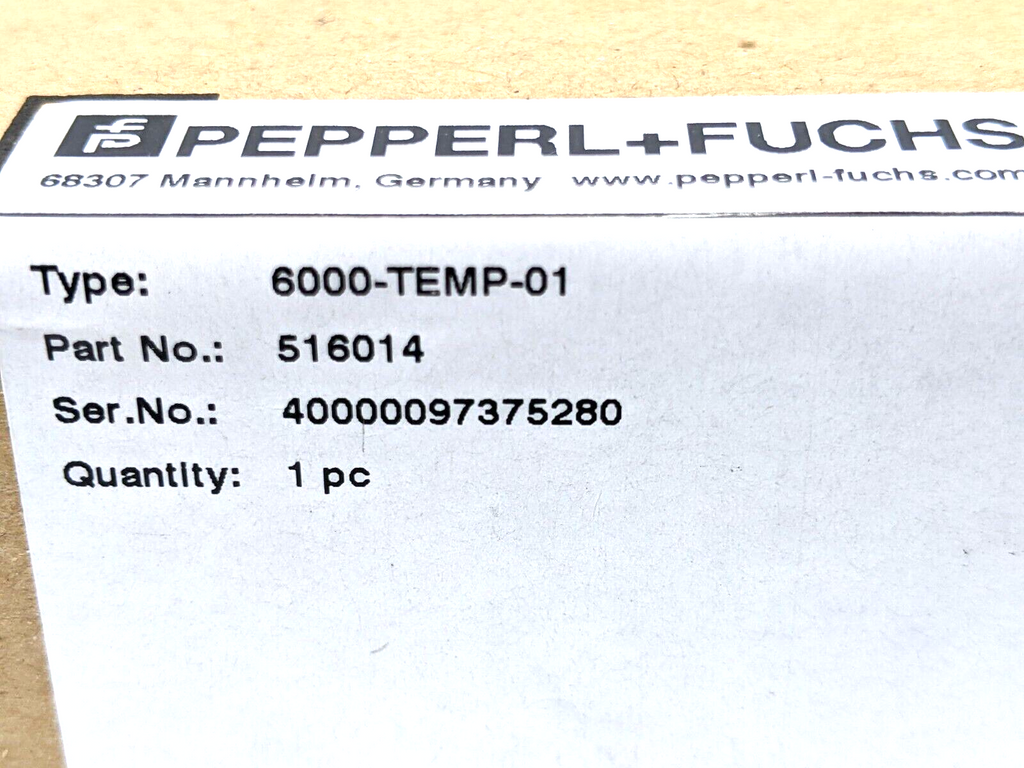 PEPPERL+FUCHS
68307 Mannheim, Germany www.pepperl-fuchs.com
Type: 6000-TEMP-01
Part No.: 516014
Ser.No.: 40000097375280
Quantity: 1 pc